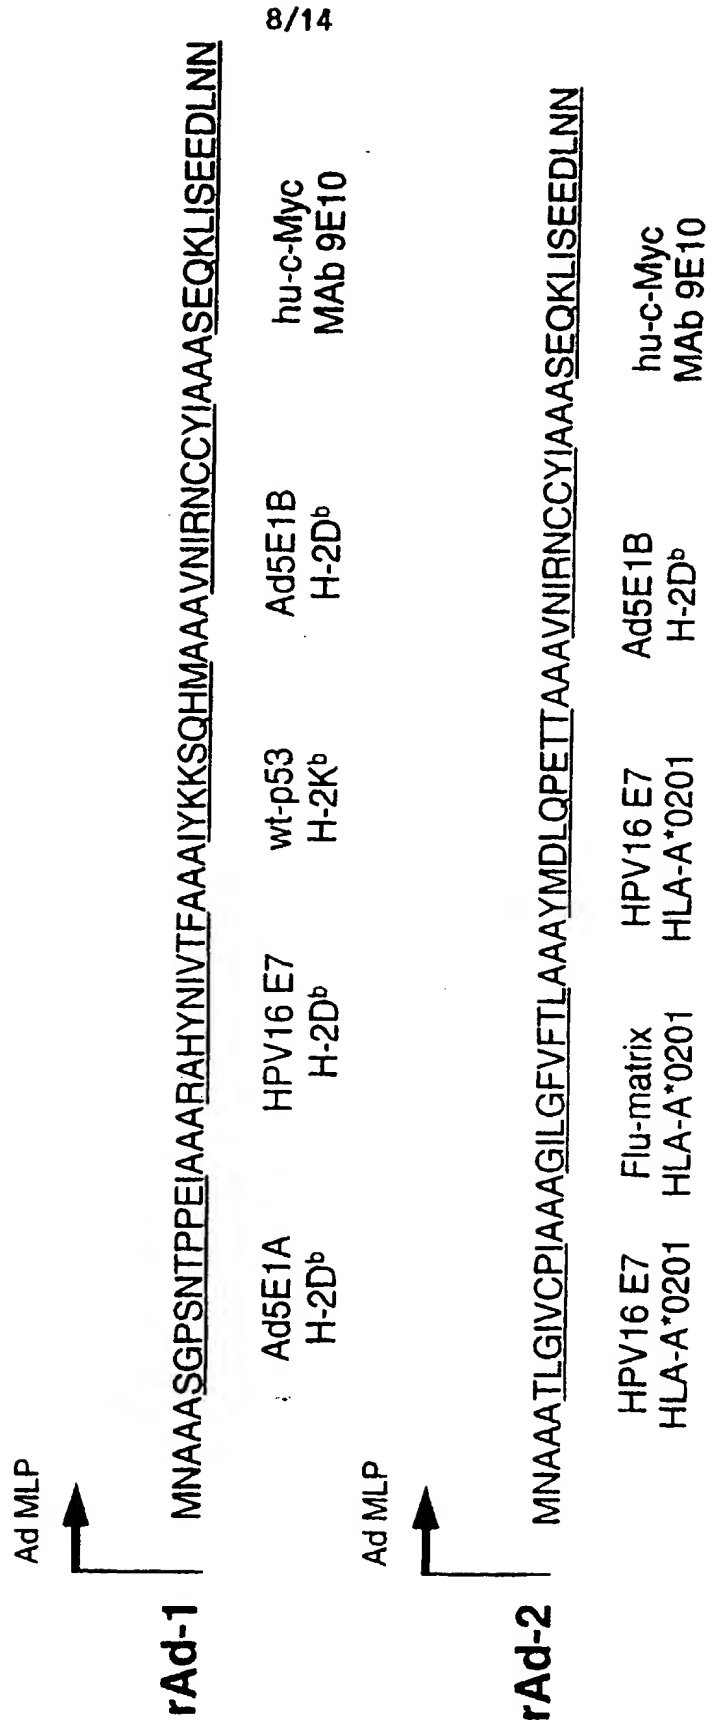 8/14
Ad MLP
rAd-1
MNAAASGPSNTPPEIAAARAHYNIVTFAAAIYKKSQHMAAAVNIRNCCYIAAASEQKLISEEDLNN
Ad5E1A
H-2Dᵇ
HPV16 E7
H-2Dᵇ
wt-p53
H-2Kᵇ
Ad5E1B
H-2Dᵇ
hu-c-Myc
MAb 9E10
Ad MLP
rAd-2
MNAAATLGIVCPIAAAGILGFVFTLAAAYMDLQPETTAAAVNIRNCCYIAAASEQKLISEEDLNN
HPV16 E7
HLA-A*0201
Flu-matrix
HLA-A*0201
HPV16 E7
HLA-A*0201
Ad5E1B
H-2Dᵇ
hu-c-Myc
MAb 9E10